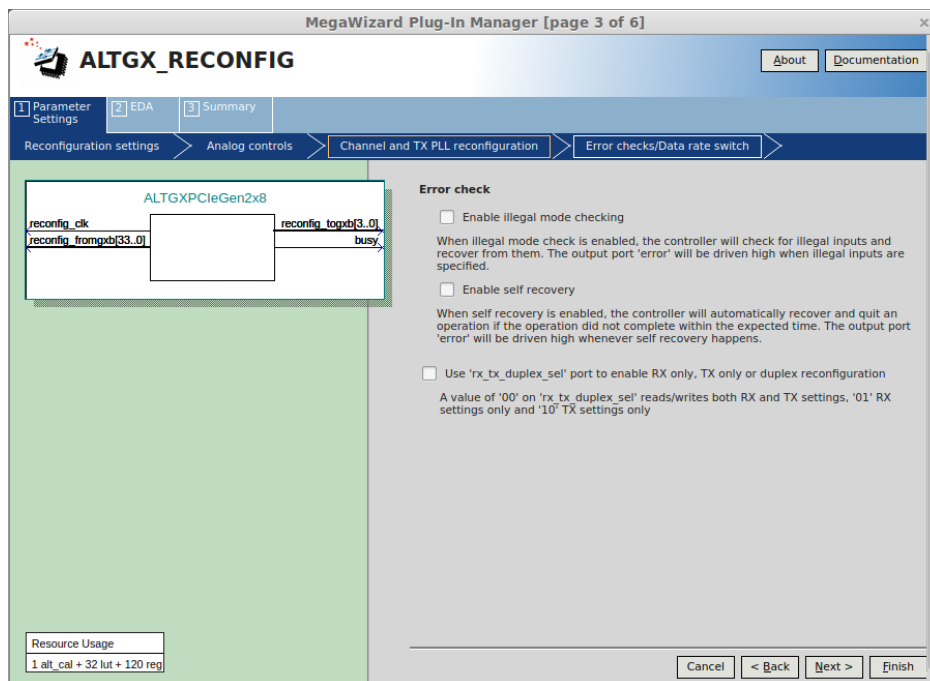 MegaWizard Plug-In Manager [page 3 of 6]
ALTGX_RECONFIG
About
Documentation
1 Parameter Settings
2 EDA
3 Summary
Reconfiguration settings
Analog controls
Channel and TX PLL reconfiguration
Error checks/Data rate switch
ALTGXPCIeGen2x8
reconfig_clk
reconfig_togxb[3..0]
reconfig_fromgxb[33..0]
busy
Resource Usage
1 alt_cal + 32 lut + 120 reg
Error check
Enable illegal mode checking
When illegal mode check is enabled, the controller will check for illegal inputs and
recover from them. The output port 'error' will be driven high when illegal inputs are
specified.
Enable self recovery
When self recovery is enabled, the controller will automatically recover and quit an
operation if the operation did not complete within the expected time. The output port
'error' will be driven high whenever self recovery happens.
Use 'rx_tx_duplex_sel' port to enable RX only, TX only or duplex reconfiguration
A value of '00' on 'rx_tx_duplex_sel' reads/writes both RX and TX settings, '01' RX
settings only and '10' TX settings only
Cancel
< Back
Next >
Finish